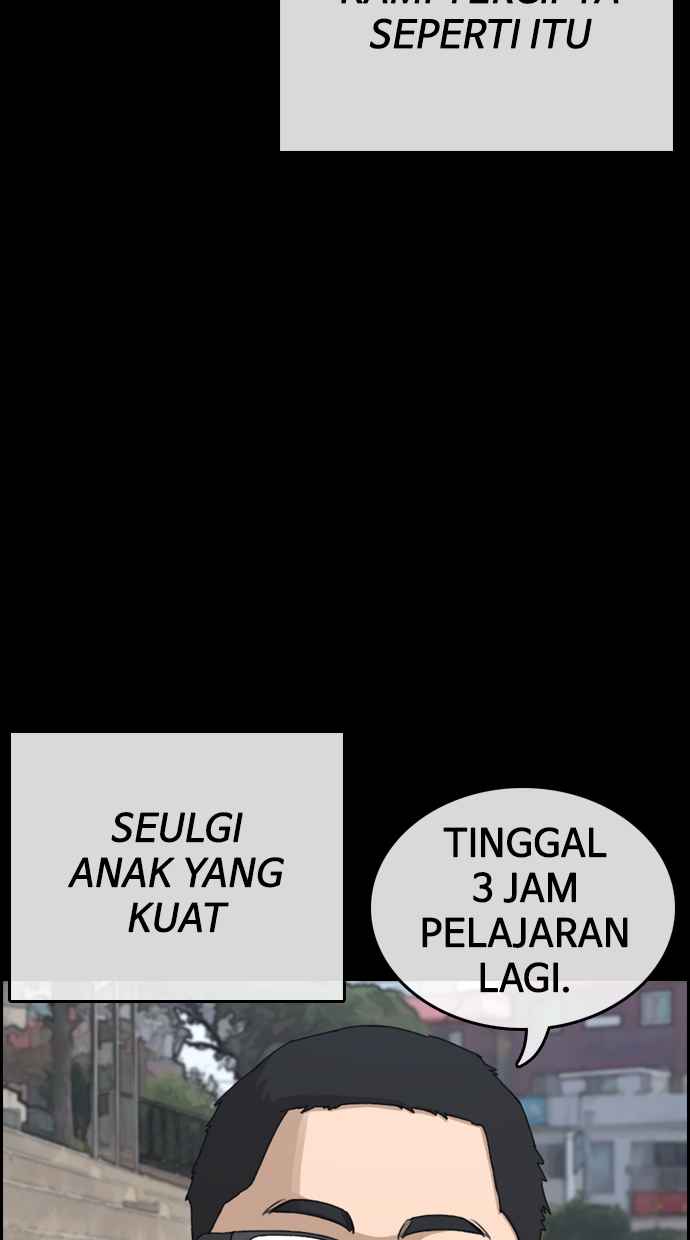 SEPERTI ITU
SEULGI
ANAK YANG
KUAT
TINGGAL
3 JAM
PELAJARAN
LAGI.